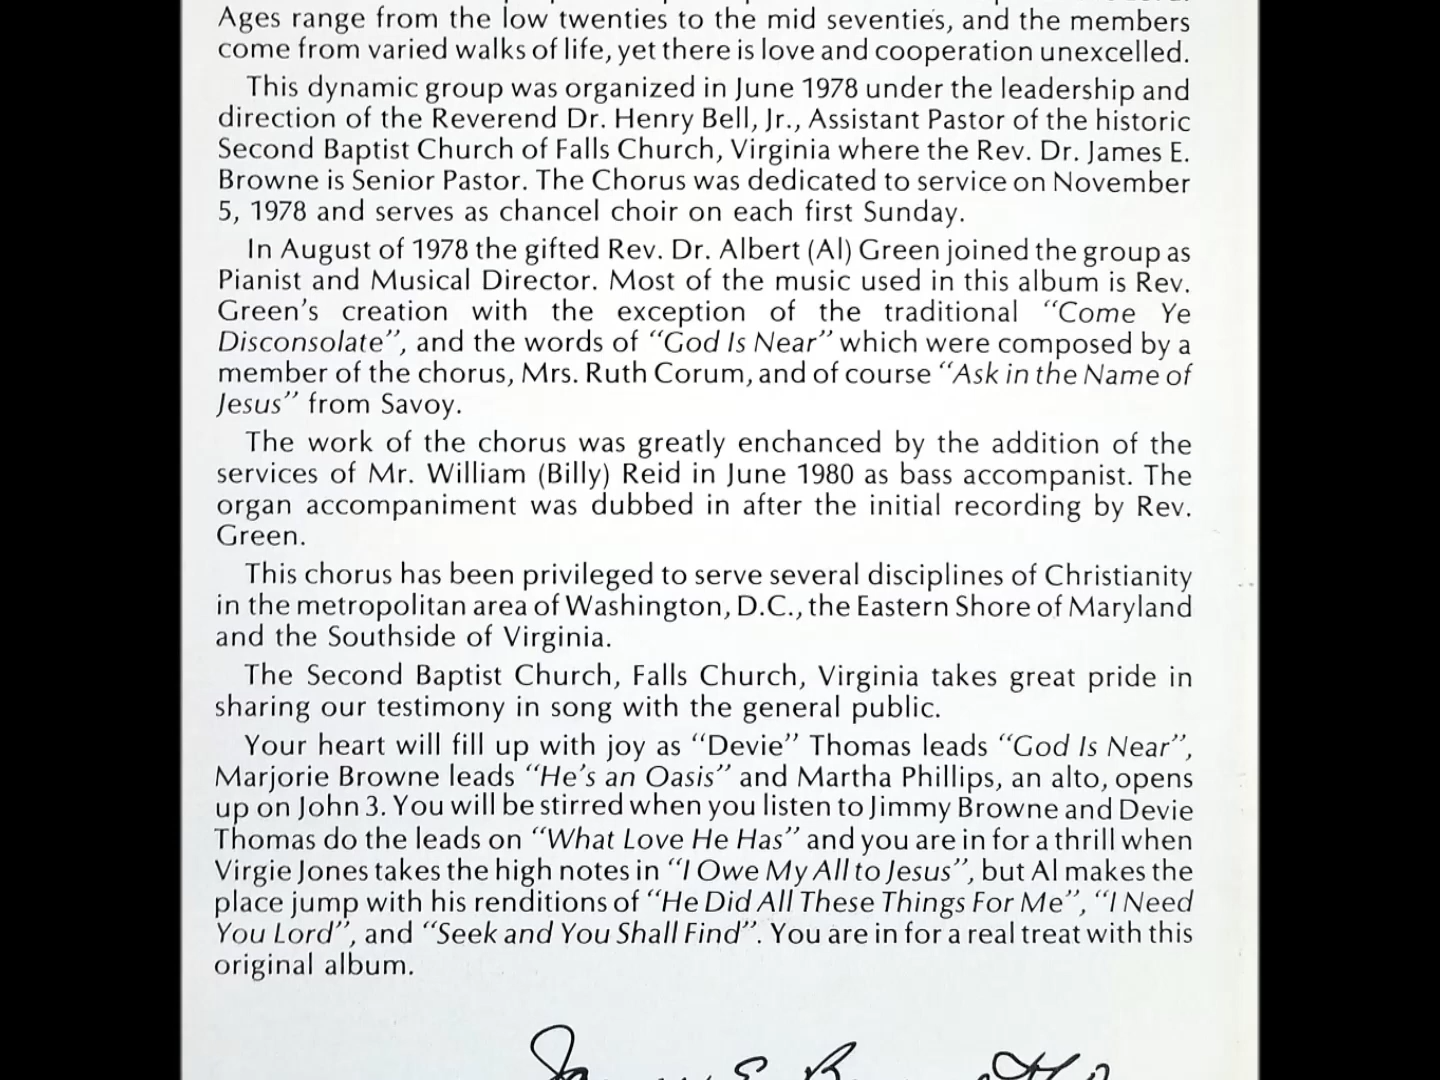 Ages range from the low twenties to the mid seventies, and the members
come from varied walks of life, yet there is love and cooperation unexcelled.
This dynamic group was organized in June 1978 under the leadership and
direction of the Reverend Dr. Henry Bell, Jr., Assistant Pastor of the historic
Second Baptist Church of Falls Church, Virginia where the Rev. Dr. James E.
Browne is Senior Pastor. The Chorus was dedicated to service on November
5, 1978 and serves as chancel choir on each first Sunday.
In August of 1978 the gifted Rev. Dr. Albert (Al) Green joined the group as
Pianist and Musical Director. Most of the music used in this album is Rev.
Green's creation with the exception of the traditional "Come Ye
Disconsolate", and the words of "God Is Near" which were composed by a
member of the chorus, Mrs. Ruth Corum, and of course "Ask in the Name of
Jesus" from Savoy.
The work of the chorus was greatly enchanced by the addition of the
services of Mr. William (Billy) Reid in June 1980 as bass accompanist. The
organ accompaniment was dubbed in after the initial recording by Rev.
Green.
This chorus has been privileged to serve several disciplines of Christianity
in the metropolitan area of Washington, D.C., the Eastern Shore of Maryland
and the Southside of Virginia.
The Second Baptist Church, Falls Church, Virginia takes great pride in
sharing our testimony in song with the general public.
Your heart will fill up with joy as "Devie" Thomas leads "God Is Near",
Marjorie Browne leads "He's an Oasis" and Martha Phillips, an alto, opens
up on John 3. You will be stirred when you listen to Jimmy Browne and Devie
Thomas do the leads on "What Love He Has" and you are in for a thrill when
Virgie Jones takes the high notes in "I Owe My All to Jesus", but Al makes the
place jump with his renditions of "He Did All These Things For Me", "I Need
You Lord", and "Seek and You Shall Find". You are in for a real treat with this
original album.